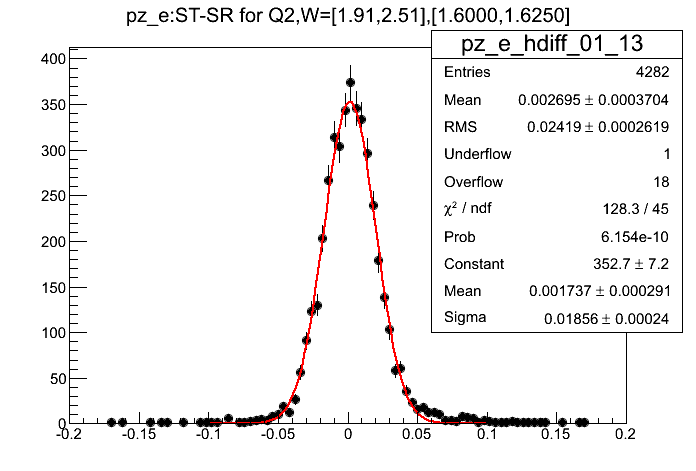 pz_e:ST-SR for Q2,W=[1.91,2.51],[1.6000,1.6250]
pz_e_hdiff_01_13
Entries 4282
Mean 0.002695 ± 0.0003704
RMS 0.02419 ± 0.0002619
Underflow 1
Overflow 18
χ² / ndf 128.3 / 45
Prob 6.154e-10
Constant 352.7 ± 7.2
Mean 0.001737 ± 0.000291
Sigma 0.01856 ± 0.00024
400
350
300
250
200
150
100
50
0
-0.2 -0.15 -0.1 -0.05 0 0.05 0.1 0.15 0.2